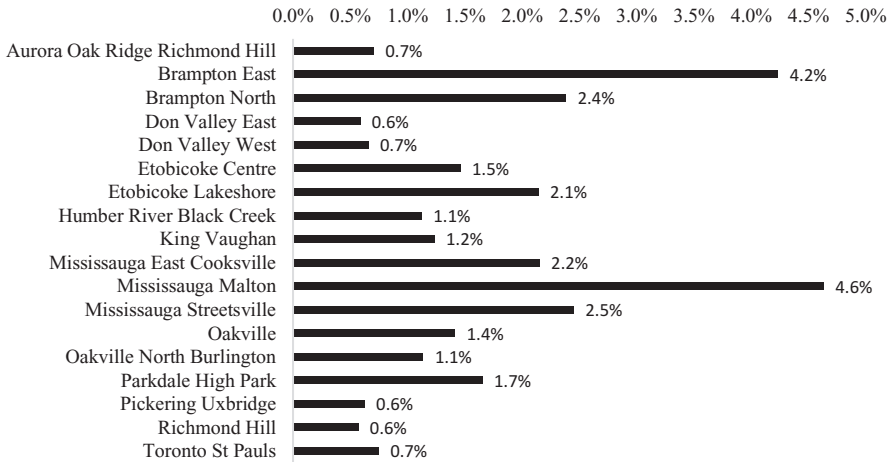 0.0% 0.5% 1.0% 1.5% 2.0% 2.5% 3.0% 3.5% 4.0% 4.5% 5.0%
Aurora Oak Ridge Richmond Hill 0.7%
Brampton East 4.2%
Brampton North 2.4%
Don Valley East 0.6%
Don Valley West 0.7%
Etobicoke Centre 1.5%
Etobicoke Lakeshore 2.1%
Humber River Black Creek 1.1%
King Vaughan 1.2%
Mississauga East Cooksville 2.2%
Mississauga Malton 4.6%
Mississauga Streetsville 2.5%
Oakville 1.4%
Oakville North Burlington 1.1%
Parkdale High Park 1.7%
Pickering Uxbridge 0.6%
Richmond Hill 0.6%
Toronto St Pauls 0.7%